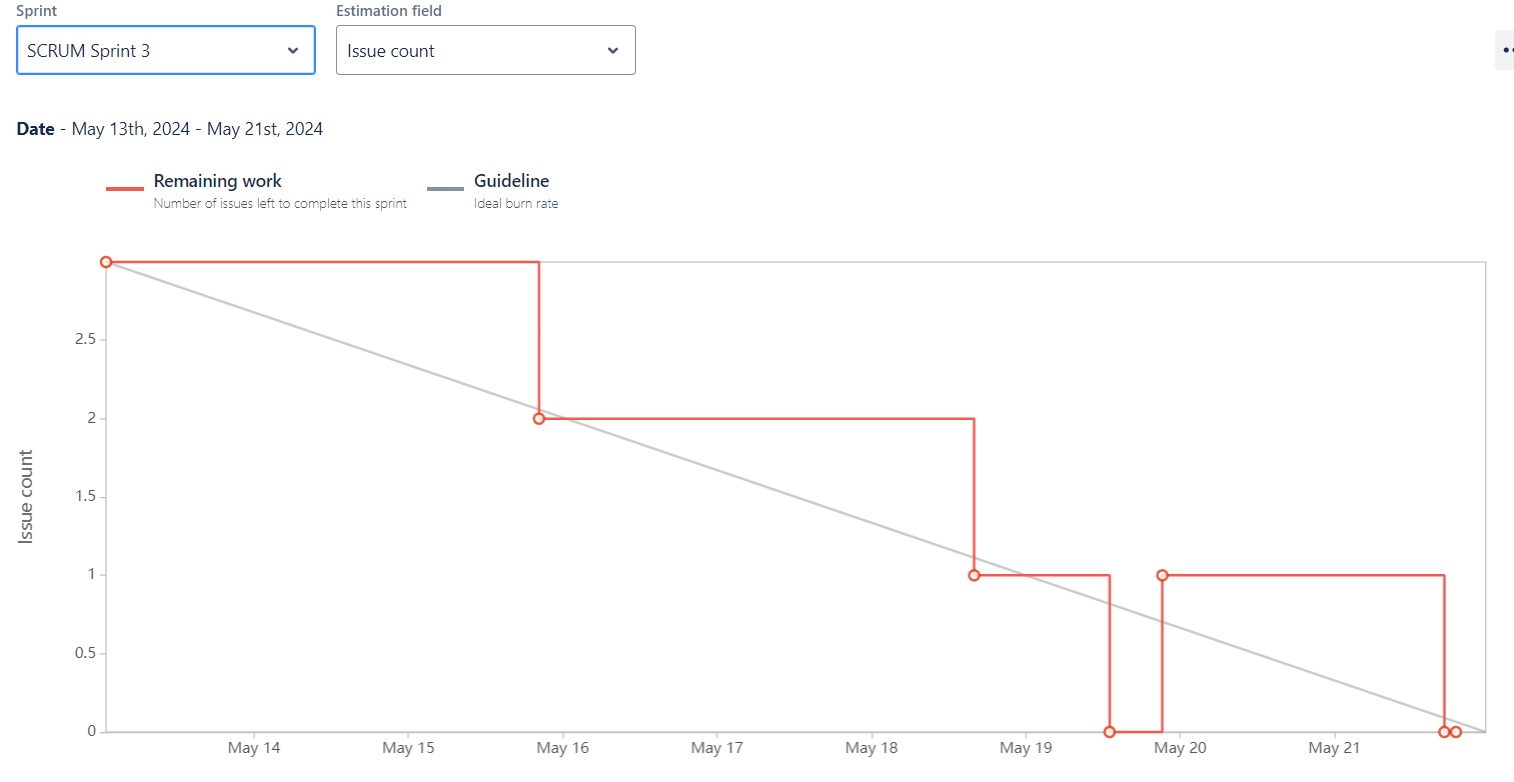 Sprint
Estimation field
SCRUM Sprint 3
Issue count
Date - May 13th, 2024 - May 21st, 2024
Remaining work
Number of issues left to complete this sprint
Guideline
Ideal burn rate
Issue count
2.5
2
1.5
1
0.5
0
May 14
May 15
May 16
May 17
May 18
May 19
May 20
May 21